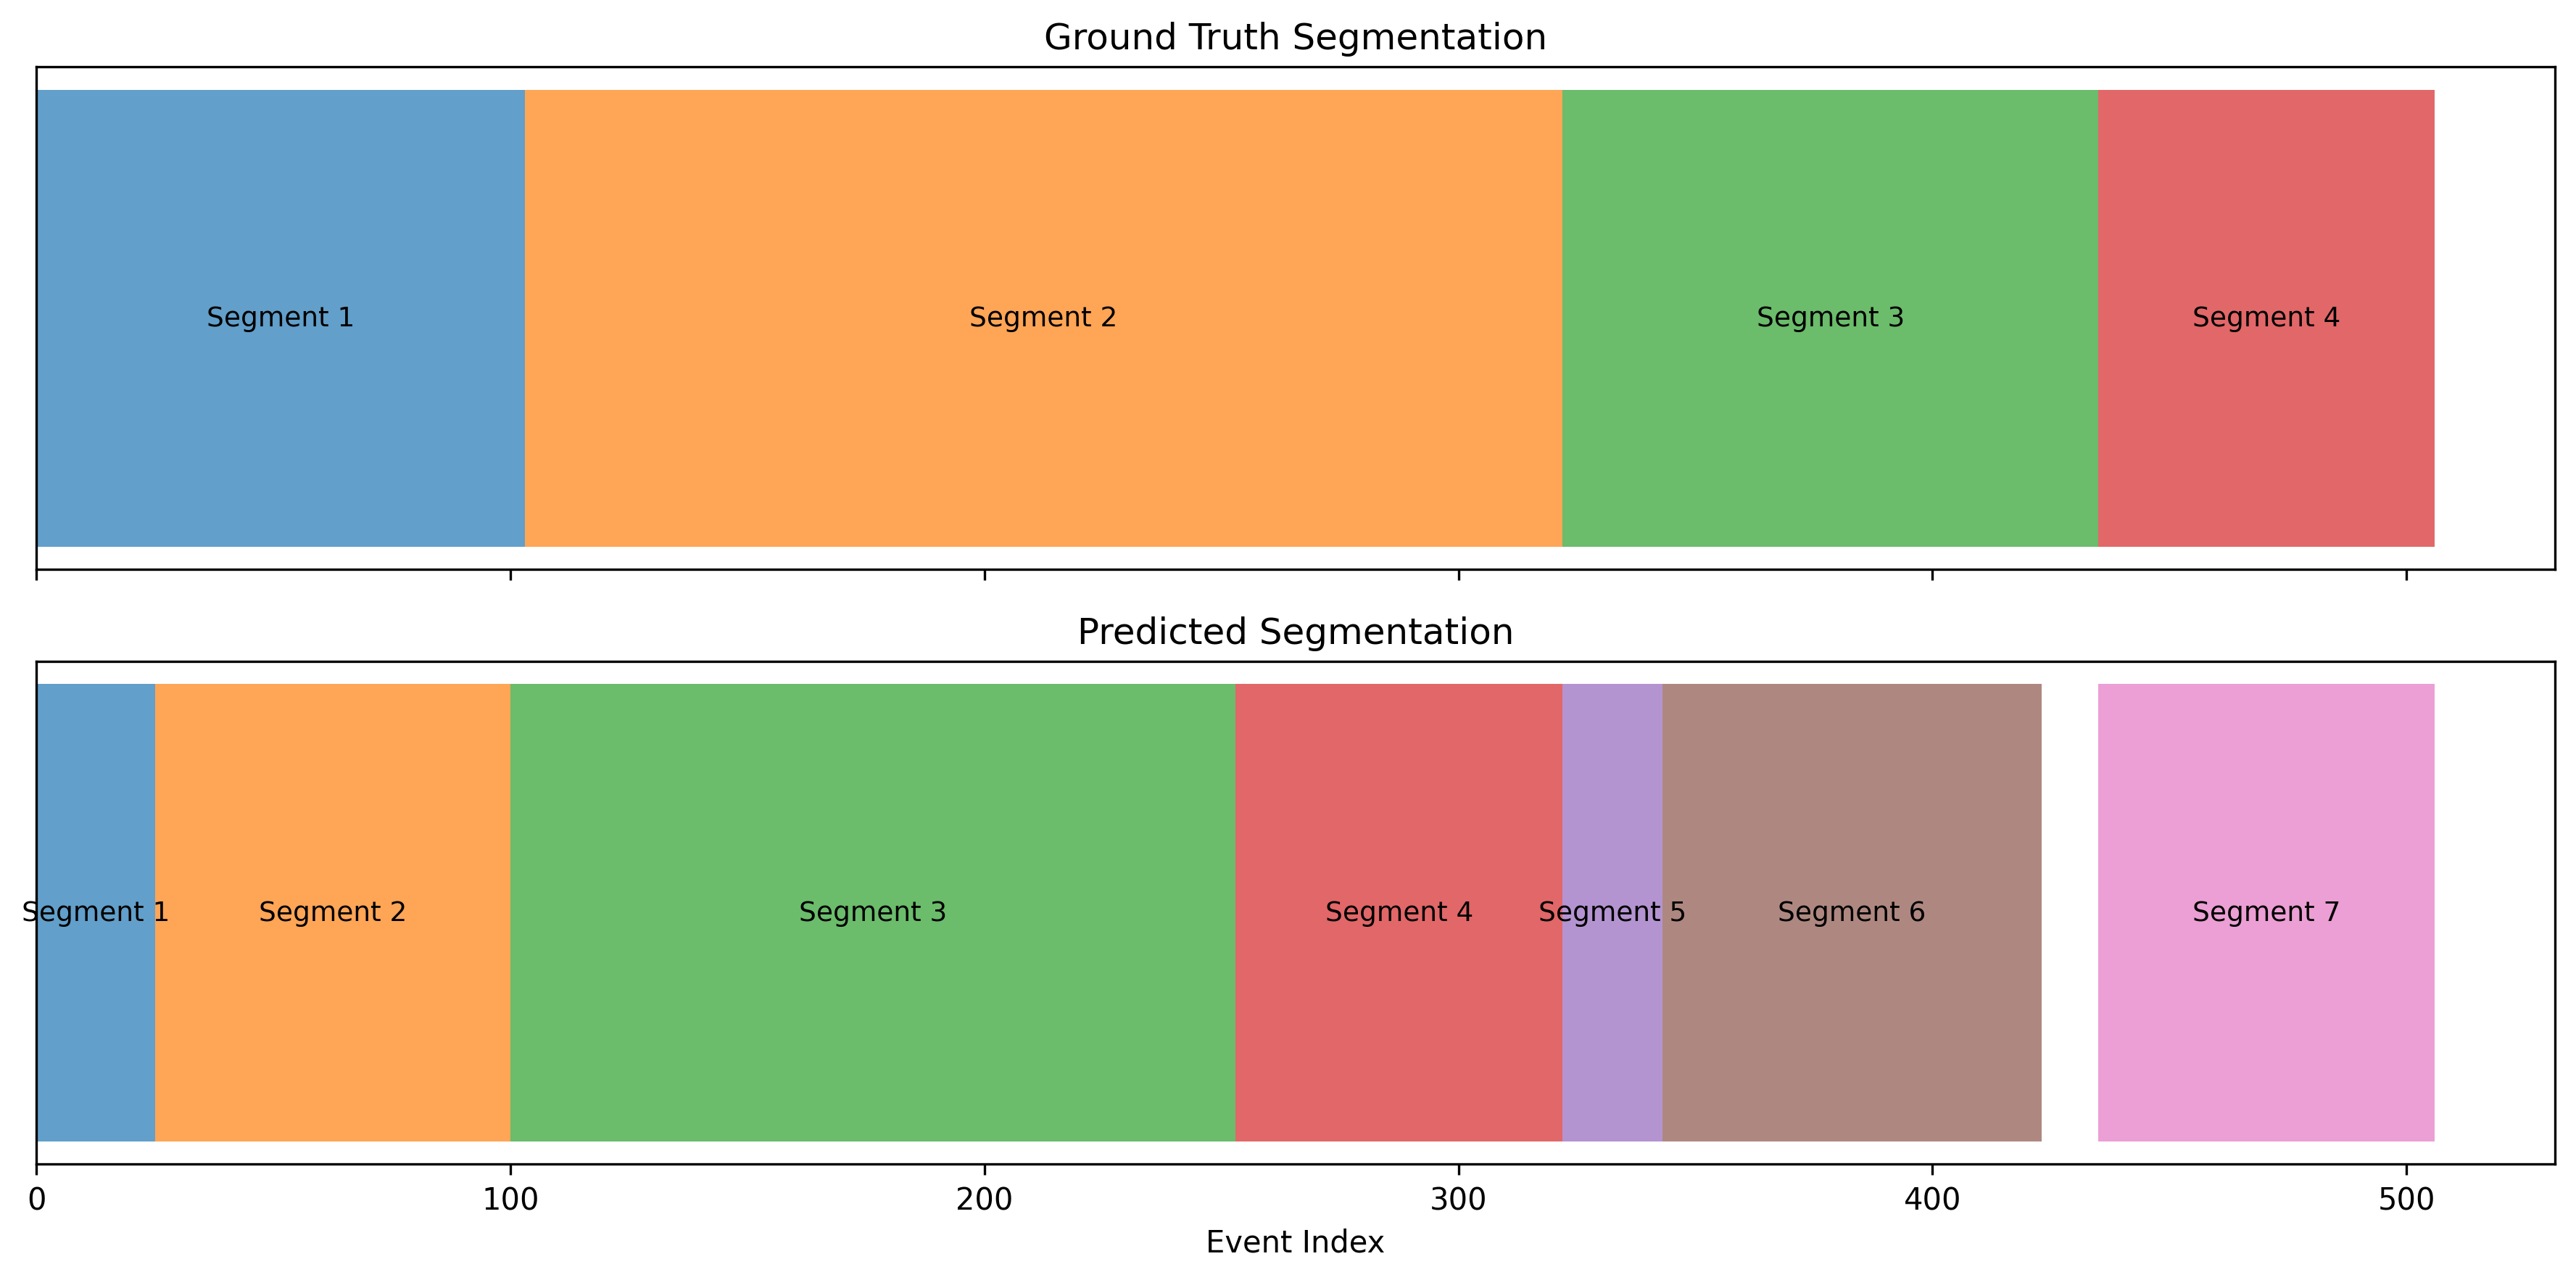 Ground Truth Segmentation
Segment 1 Segment 2 Segment 3 Segment 4
Predicted Segmentation
Segment 1 Segment 2 Segment 3 Segment 4 Segment 5 Segment 6 Segment 7
0 100 200 300 400 500
Event Index